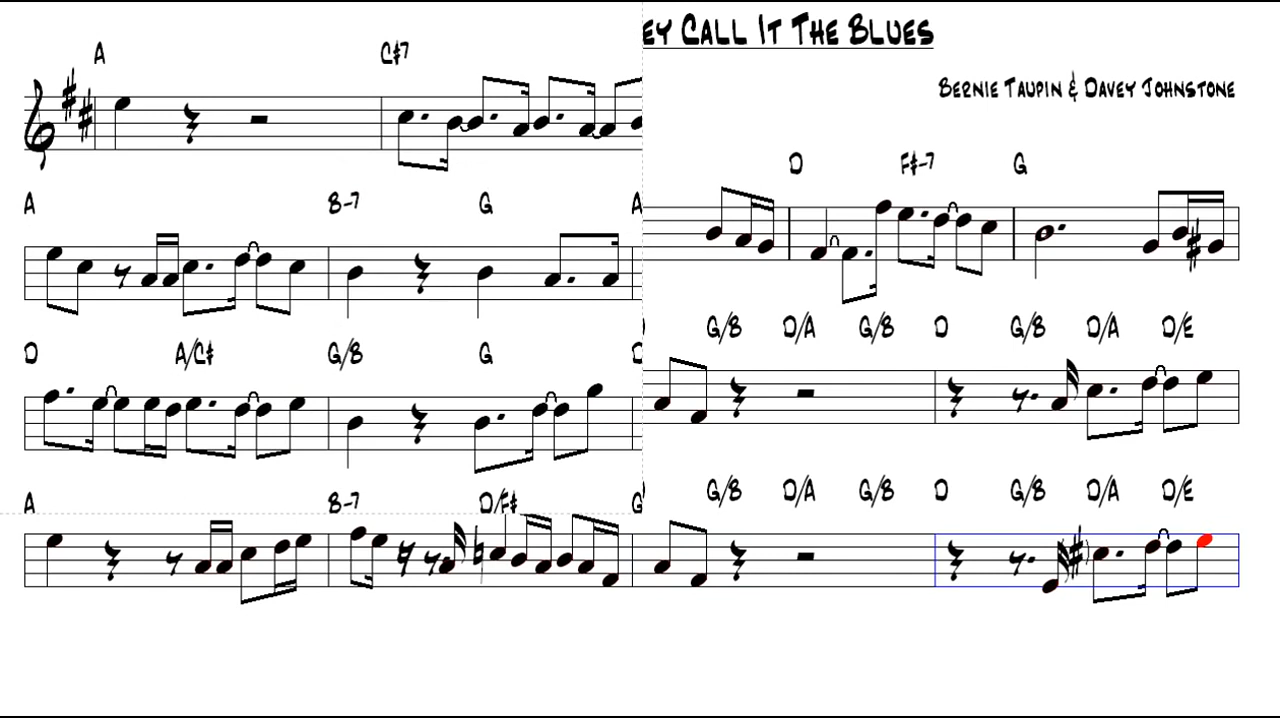 EY CALL IT THE BLUES
BERNIE TAUPIN & DAVEY JOHNSTONE
A C#7
D F#-7 G
A B-7 G A
G/B D/A G/B D G/B D/A D/E
D A/C# G/B G
A B-7 D/F# G/B D/A G/B D G/B D/A D/E